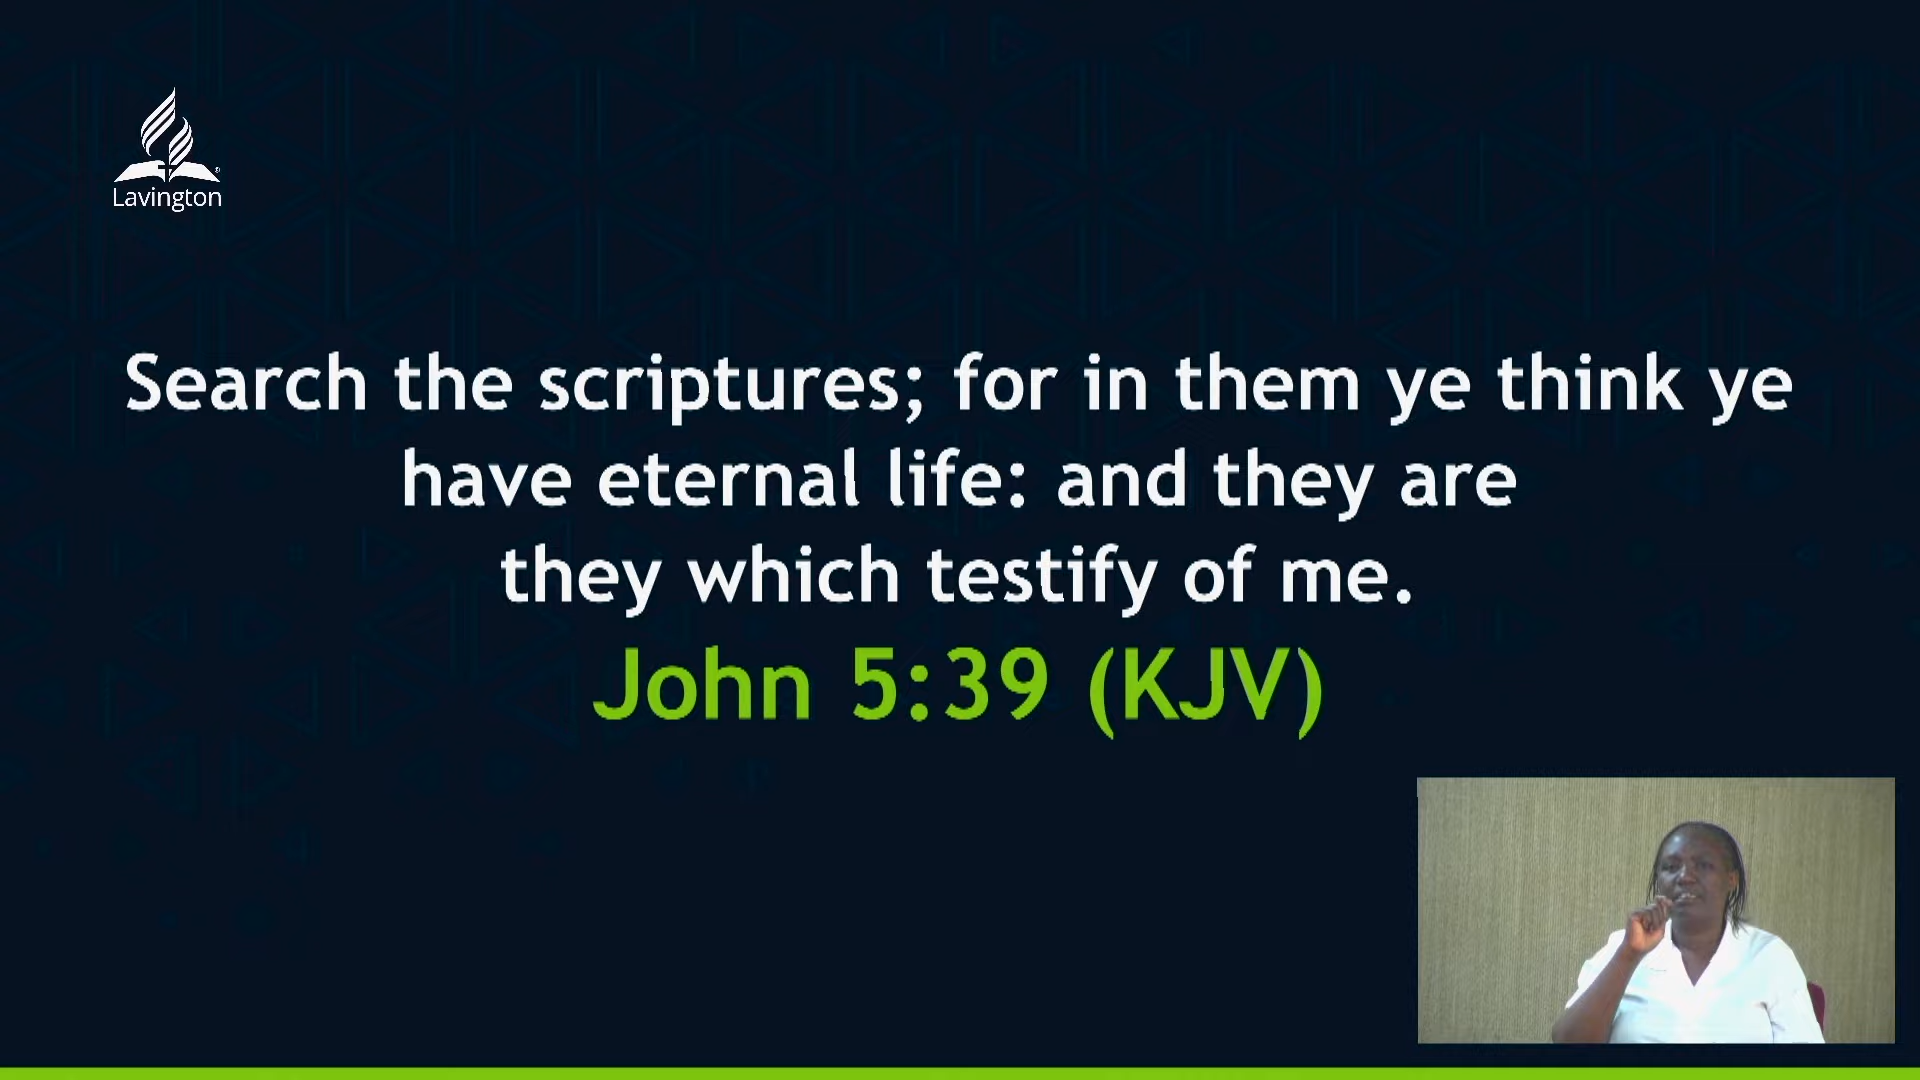 Lavington
Search the scriptures; for in them ye think ye
have eternal life: and they are
they which testify of me.
John 5:39 (KJV)